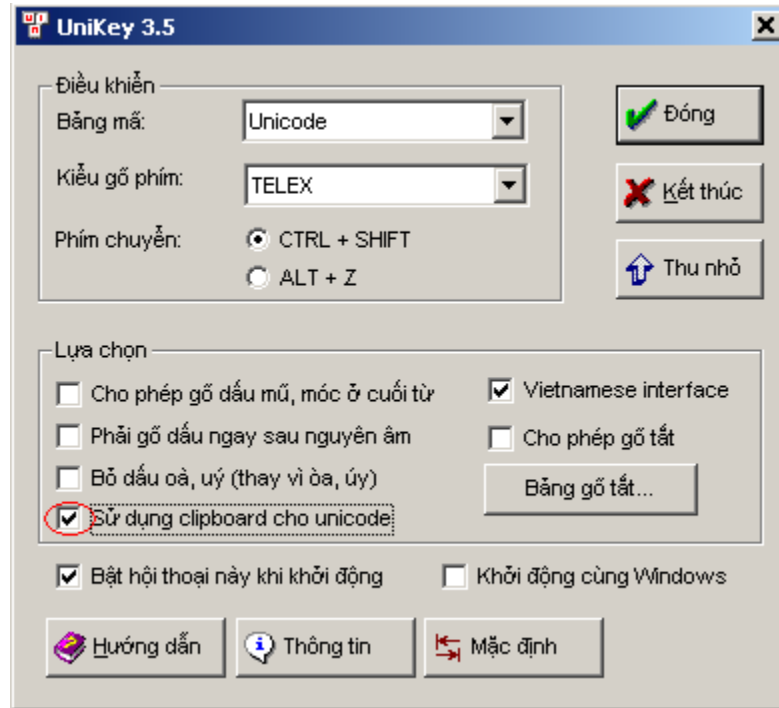 UniKey 3.5
Điều khiển
Bảng mã:
Unicode
Kiểu gõ phím:
TELEX
Phím chuyển:
CTRL + SHIFT
ALT + Z
Đóng
Kết thúc
Thu nhỏ
Lựa chọn
Cho phép gõ dấu mũ, móc ở cuối từ
Phải gõ dấu ngay sau nguyên âm
Bỏ dấu oà, uý (thay vì òa, úy)
Sử dụng clipboard cho unicode
Vietnamese interface
Cho phép gõ tắt
Bảng gõ tắt...
Bật hội thoại này khi khởi động
Khởi động cùng Windows
Hướng dẫn
Thông tin
Mặc định